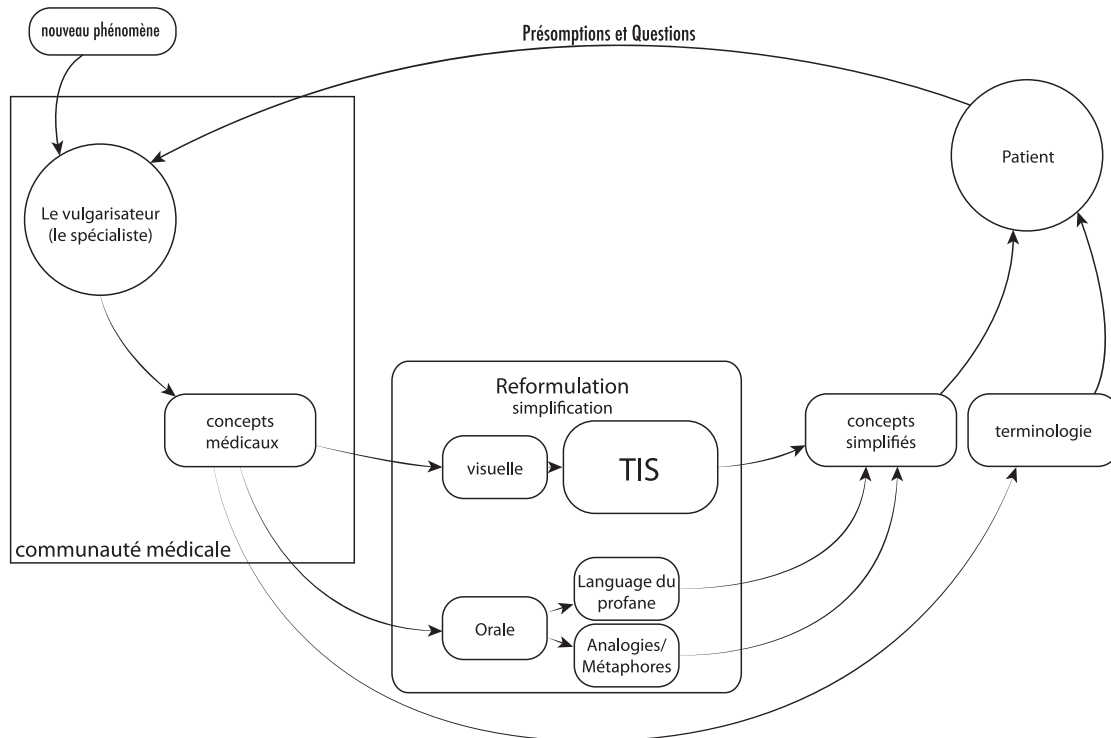 nouveau phénomène
Présomptions et Questions
Patient
Le vulgarisateur
(le spécialiste)
Reformulation
simplification
concepts
médicaux
visuelle
TIS
concepts
simplifiés
terminologie
communauté médicale
Language du
profane
Orale
Analogies/
Métaphores